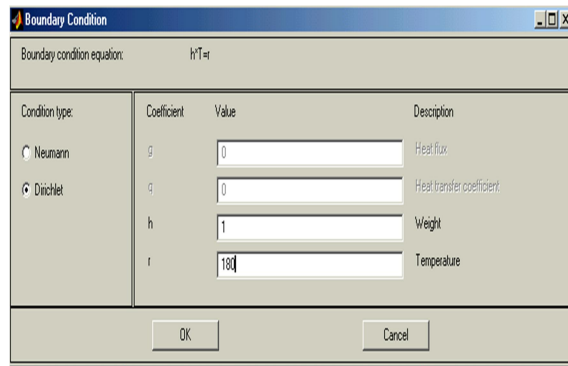 Boundary Condition
Boundary condition equation: h*T=r
Condition type: Coefficient Value Description
Neumann g 0 Heat flux
Dirichlet q 0 Heat transfer coefficient
h 1 Weight
r 180 Temperature
OK Cancel